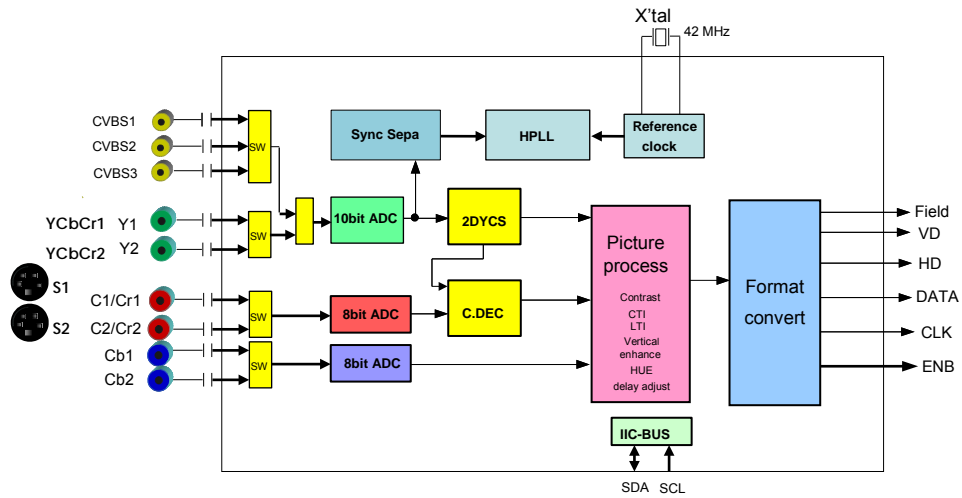 X'tal
42 MHz
CVBS1
CVBS2
CVBS3
SW
Sync Sepa
HPLL
Reference
clock
YCbCr1
Y1
YCbCr2
Y2
SW
10bit ADC
2DYCS
Picture
process
Contrast
CTI
LTI
Vertical
enhance
HUE
delay adjust
Format
convert
Field
VD
HD
DATA
CLK
ENB
S1
S2
C1/Cr1
C2/Cr2
SW
8bit ADC
C.DEC
Cb1
Cb2
SW
8bit ADC
IIC-BUS
SDA
SCL